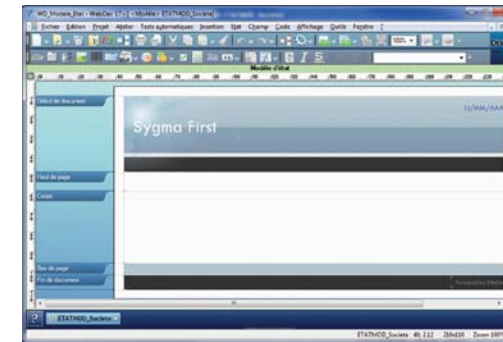 WD_Modele_Etat - WebDev 17 - [ <Modèle> ETATMOD_Societe]
Fichier Edition Projet Atelier Tests automatiques Insertion Etat Champ Code Affichage Outils Fenêtre ?
Modèle d'état
Début de document
JJ/MM/AAA
Sygma First
Haut de page
Corps
Bas de page
Fin de document
ETATMOD_Societe
ETATMOD_Societe
Zoom 100%